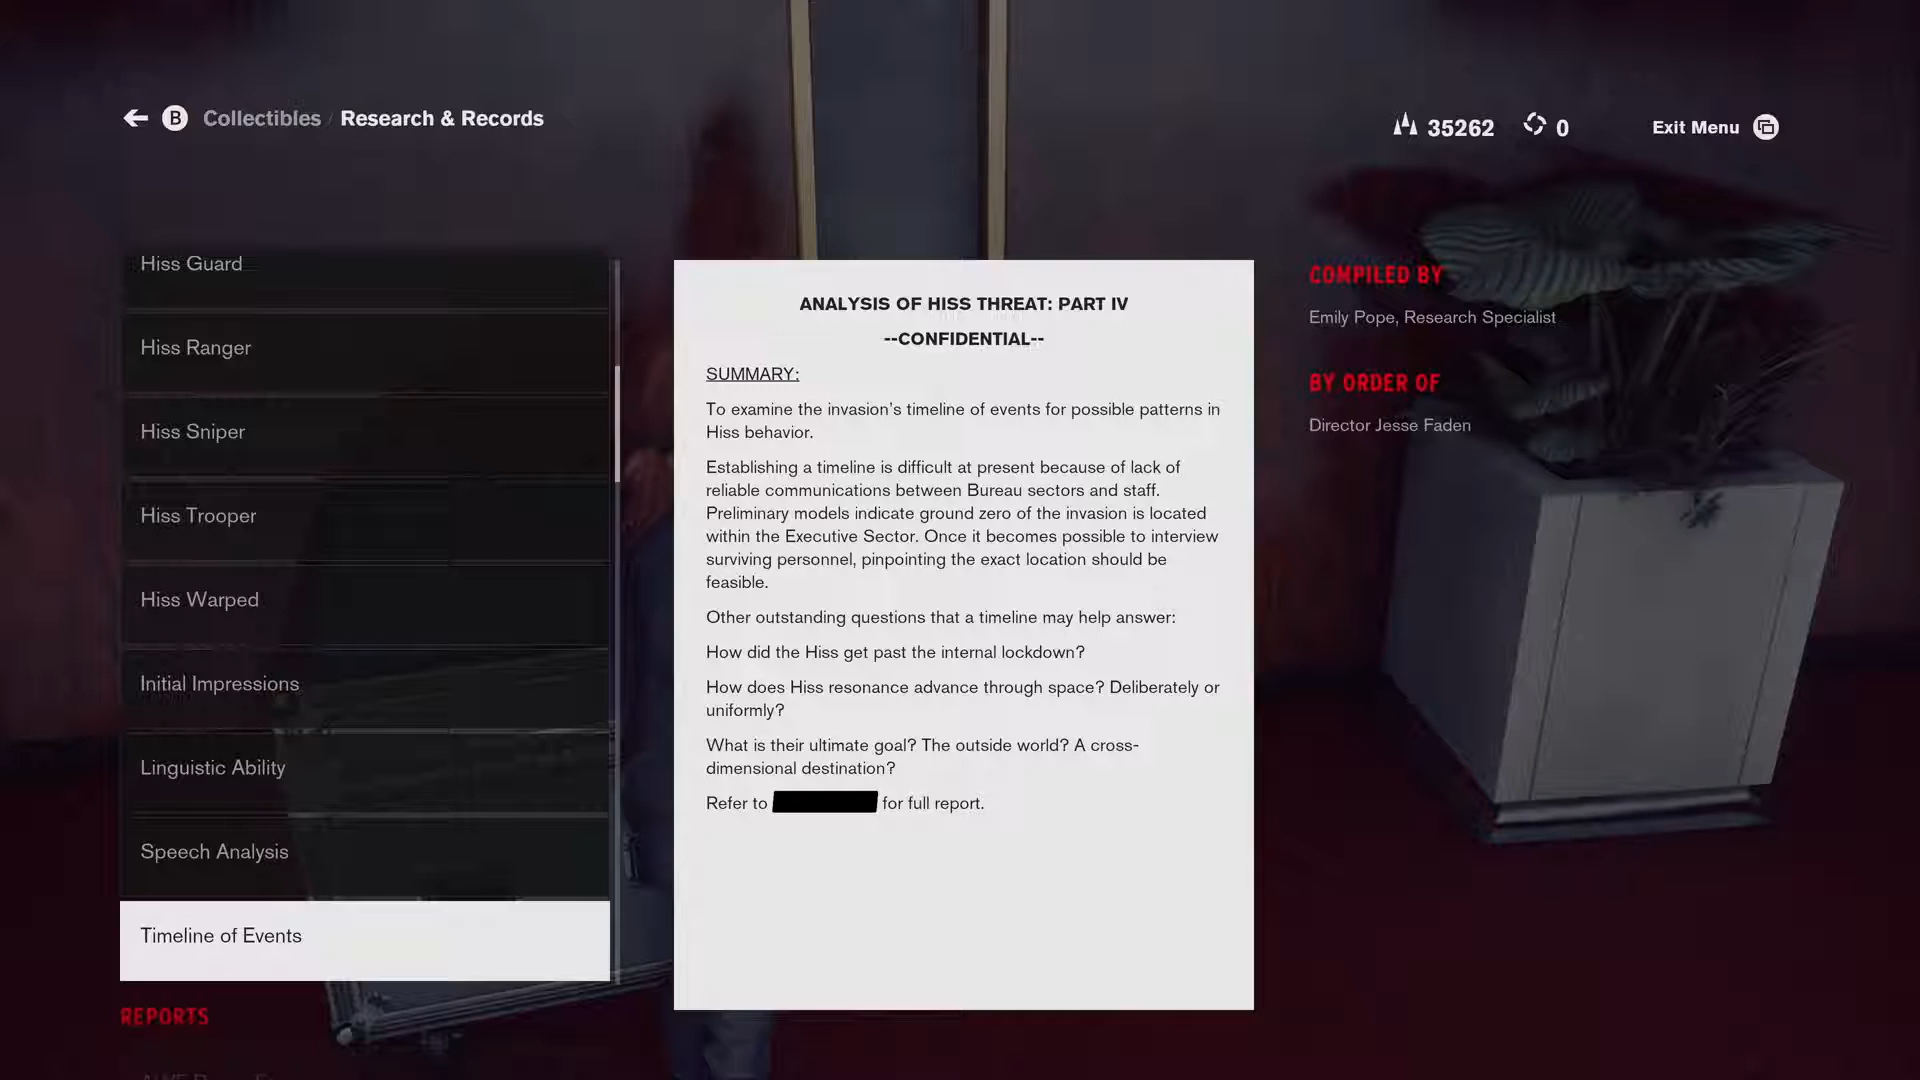 B Collectibles / Research & Records
35262 0 Exit Menu
Hiss Guard
Hiss Ranger
Hiss Sniper
Hiss Trooper
Hiss Warped
Initial Impressions
Linguistic Ability
Speech Analysis
Timeline of Events
REPORTS
ANALYSIS OF HISS THREAT: PART IV
--CONFIDENTIAL--
SUMMARY:
To examine the invasion's timeline of events for possible patterns in
Hiss behavior.
Establishing a timeline is difficult at present because of lack of
reliable communications between Bureau sectors and staff.
Preliminary models indicate ground zero of the invasion is located
within the Executive Sector. Once it becomes possible to interview
surviving personnel, pinpointing the exact location should be
feasible.
Other outstanding questions that a timeline may help answer:
How did the Hiss get past the internal lockdown?
How does Hiss resonance advance through space? Deliberately or
uniformly?
What is their ultimate goal? The outside world? A cross-
dimensional destination?
Refer to for full report.
COMPILED BY
Emily Pope, Research Specialist
BY ORDER OF
Director Jesse Faden